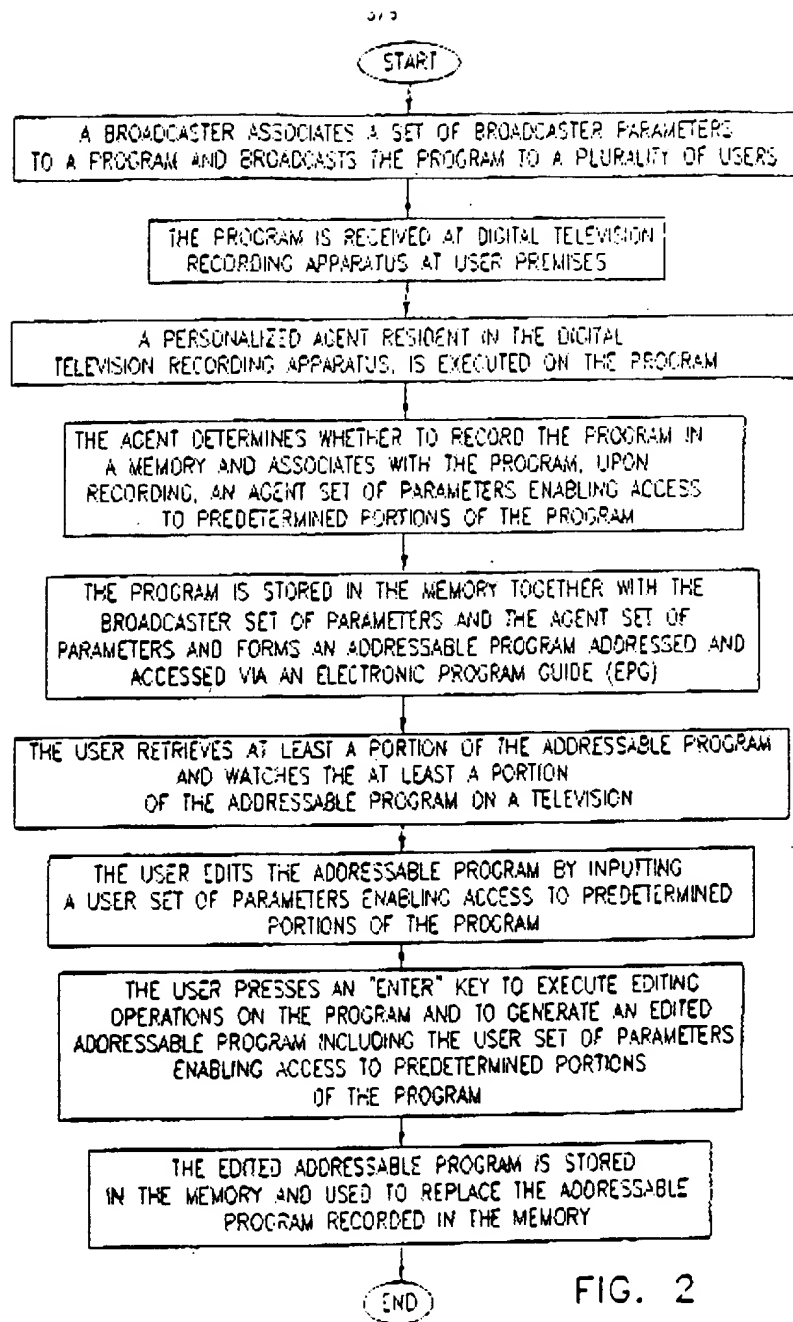 START
A BROADCASTER ASSOCIATES A SET OF BROADCASTER PARAMETERS
TO A PROGRAM AND BROADCASTS THE PROGRAM TO A PLURALITY OF USERS
THE PROGRAM IS RECEIVED AT DIGITAL TELEVISION
RECORDING APPARATUS AT USER PREMISES
A PERSONALIZED AGENT RESIDENT IN THE DIGITAL
TELEVISION RECORDING APPARATUS, IS EXECUTED ON THE PROGRAM
THE AGENT DETERMINES WHETHER TO RECORD THE PROGRAM IN
A MEMORY AND ASSOCIATES WITH THE PROGRAM, UPON
RECORDING, AN AGENT SET OF PARAMETERS ENABLING ACCESS
TO PREDETERMINED PORTIONS OF THE PROGRAM
THE PROGRAM IS STORED IN THE MEMORY TOGETHER WITH THE
BROADCASTER SET OF PARAMETERS AND THE AGENT SET OF
PARAMETERS AND FORMS AN ADDRESSABLE PROGRAM ADDRESSED AND
ACCESSED VIA AN ELECTRONIC PROGRAM GUIDE (EPG)
THE USER RETRIEVES AT LEAST A PORTION OF THE ADDRESSABLE PROGRAM
AND WATCHES THE AT LEAST A PORTION
OF THE ADDRESSABLE PROGRAM ON A TELEVISION
THE USER EDITS THE ADDRESSABLE PROGRAM BY INPUTTING
A USER SET OF PARAMETERS ENABLING ACCESS TO PREDETERMINED
PORTIONS OF THE PROGRAM
THE USER PRESSES AN "ENTER" KEY TO EXECUTE EDITING
OPERATIONS ON THE PROGRAM AND TO GENERATE AN EDITED
ADDRESSABLE PROGRAM INCLUDING THE USER SET OF PARAMETERS
ENABLING ACCESS TO PREDETERMINED PORTIONS
OF THE PROGRAM
THE EDITED ADDRESSABLE PROGRAM IS STORED
IN THE MEMORY AND USED TO REPLACE THE ADDRESSABLE
PROGRAM RECORDED IN THE MEMORY
END
FIG. 2